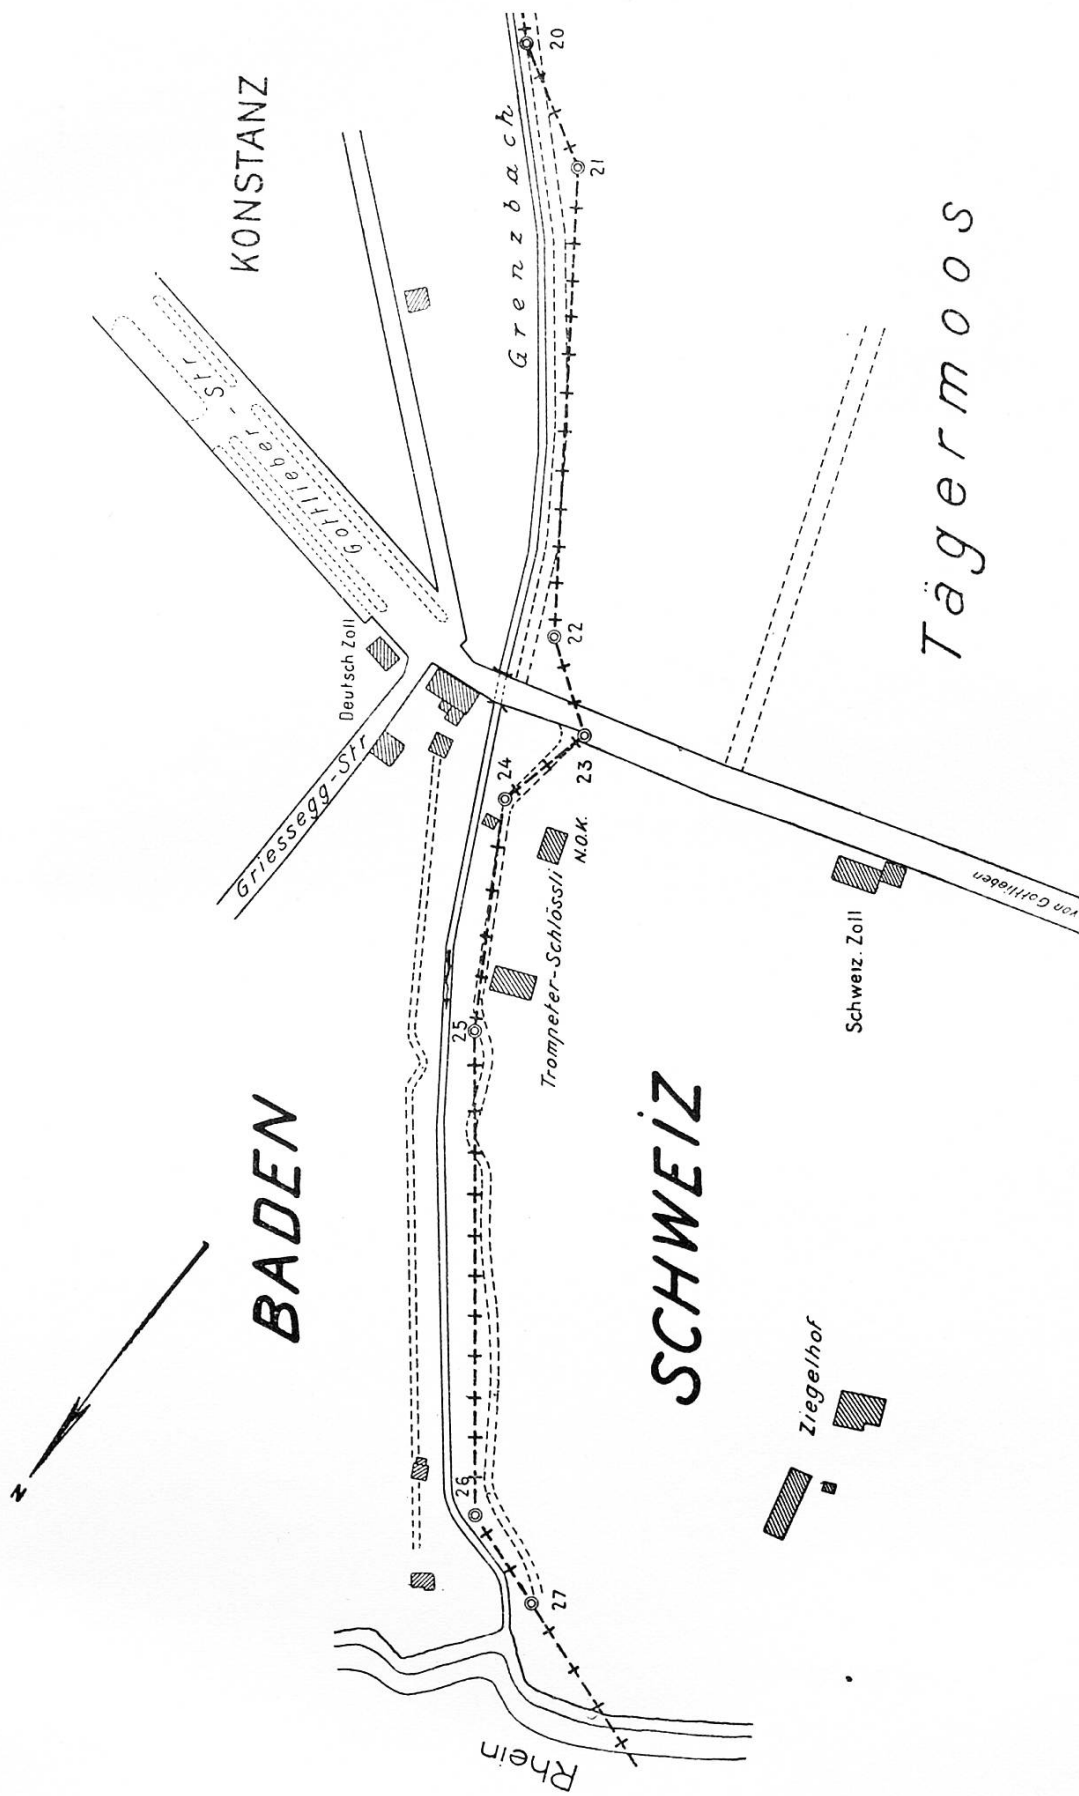 KONSTANZ
Grenzbach
20
21
Gottlieber-Str
Tägermoos
22
Deutsch Zoll
Griessegg-Str
24
23
N.O.K.
Trompeter-Schlössli
25
Schweiz. Zoll
von Gottlieben
BADEN
SCHWEIZ
N
Ziegelhof
26
27
Rhein